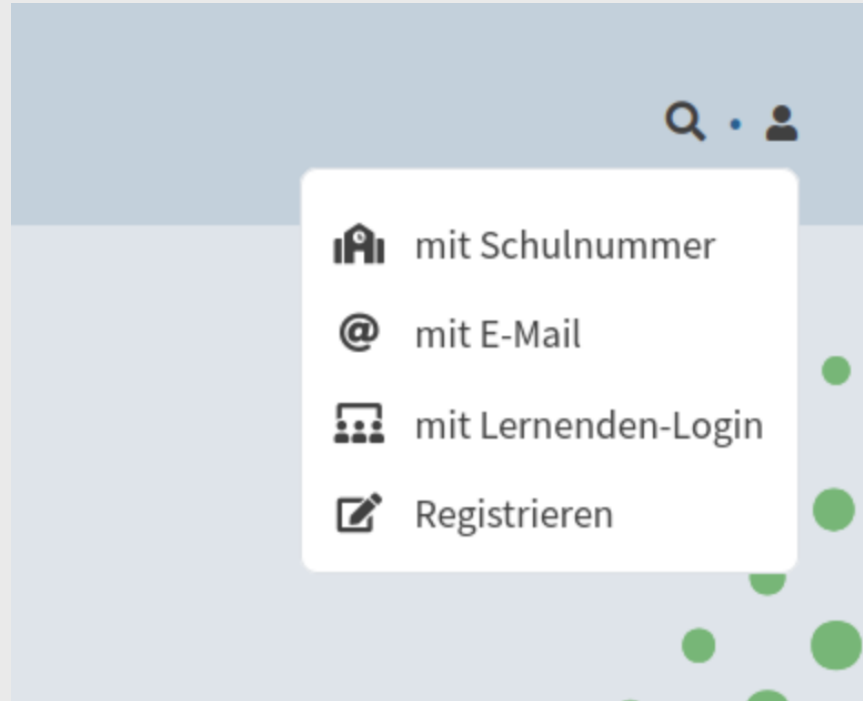 mit Schulnummer
mit E-Mail
mit Lernenden-Login
Registrieren